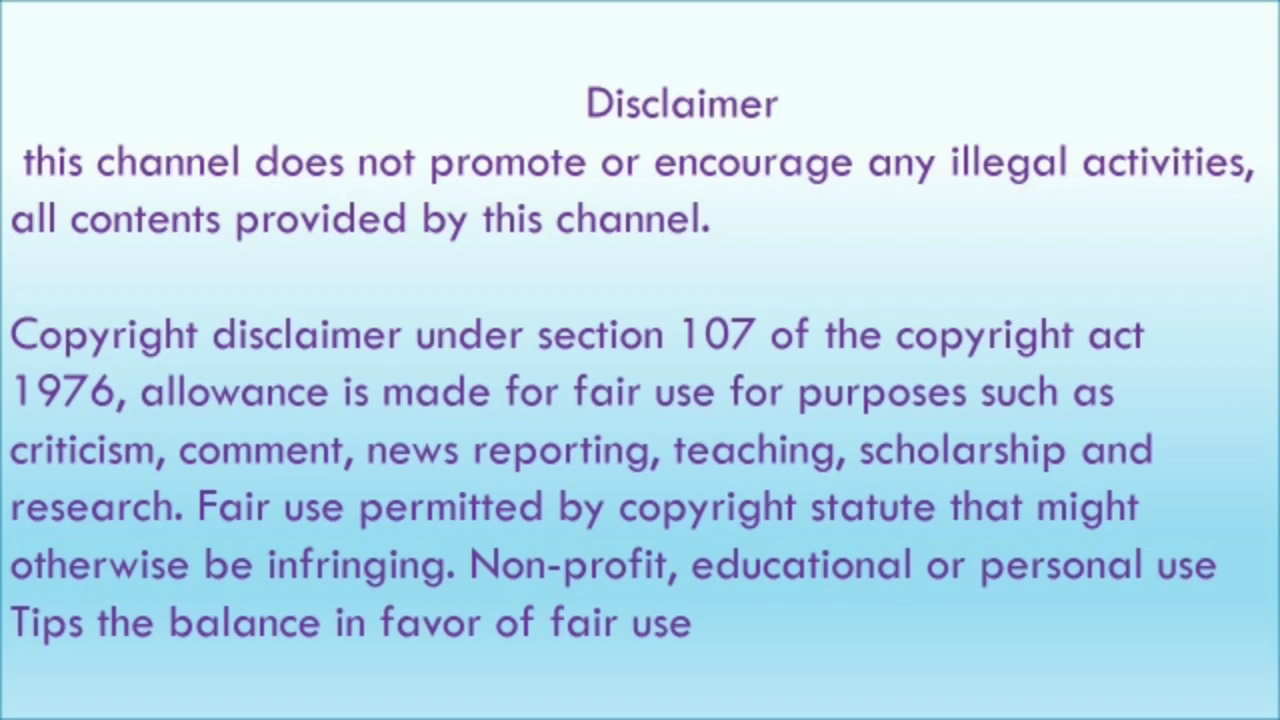 Disclaimer
this channel does not promote or encourage any illegal activities,
all contents provided by this channel.
Copyright disclaimer under section 107 of the copyright act
1976, allowance is made for fair use for purposes such as
criticism, comment, news reporting, teaching, scholarship and
research. Fair use permitted by copyright statute that might
otherwise be infringing. Non-profit, educational or personal use
Tips the balance in favor of fair use